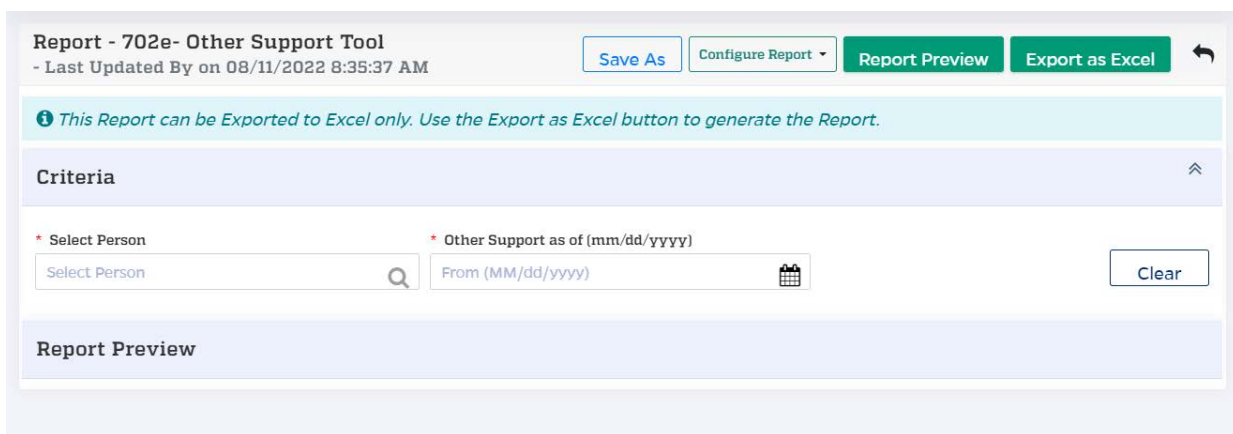 Report - 702e- Other Support Tool
- Last Updated By on 08/11/2022 8:35:37 AM
Save As
Configure Report
Report Preview
Export as Excel
This Report can be Exported to Excel only. Use the Export as Excel button to generate the Report.
Criteria
* Select Person
* Other Support as of (mm/dd/yyyy)
Select Person
From (MM/dd/yyyy)
Clear
Report Preview